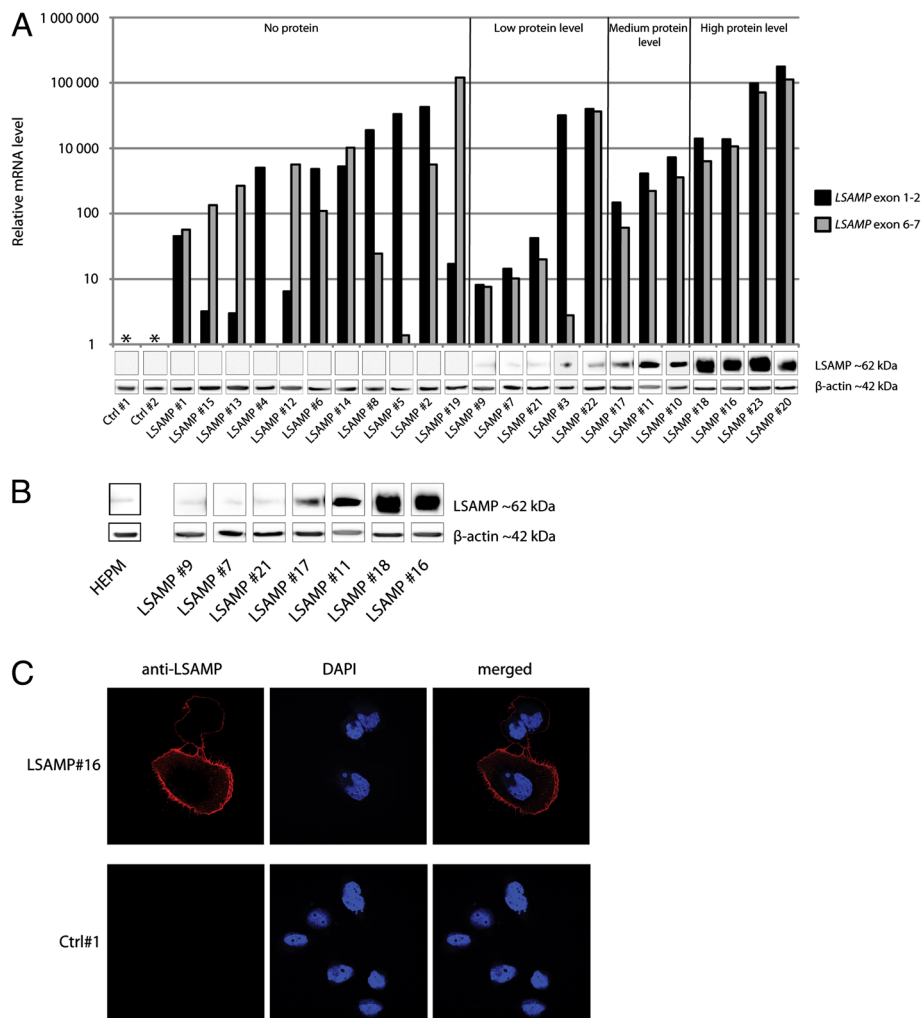 A
1 000 000
100 000
10 000
100
10
1
Relative mRNA level
No protein
Low protein level
Medium protein
level
High protein level
LSAMP exon 1-2
LSAMP exon 6-7
*
*
LSAMP ~62 kDa
β-actin ~42 kDa
Ctrl #1
Ctrl #2
LSAMP #1
LSAMP #15
LSAMP #13
LSAMP #4
LSAMP #12
LSAMP #6
LSAMP #14
LSAMP #8
LSAMP #5
LSAMP #2
LSAMP #19
LSAMP #9
LSAMP #7
LSAMP #21
LSAMP #3
LSAMP #22
LSAMP #17
LSAMP #11
LSAMP #10
LSAMP #18
LSAMP #16
LSAMP #23
LSAMP #20
B
LSAMP ~62 kDa
β-actin ~42 kDa
HEPM
LSAMP #9
LSAMP #7
LSAMP #21
LSAMP #17
LSAMP #11
LSAMP #18
LSAMP #16
C
anti-LSAMP
DAPI
merged
LSAMP#16
Ctrl#1